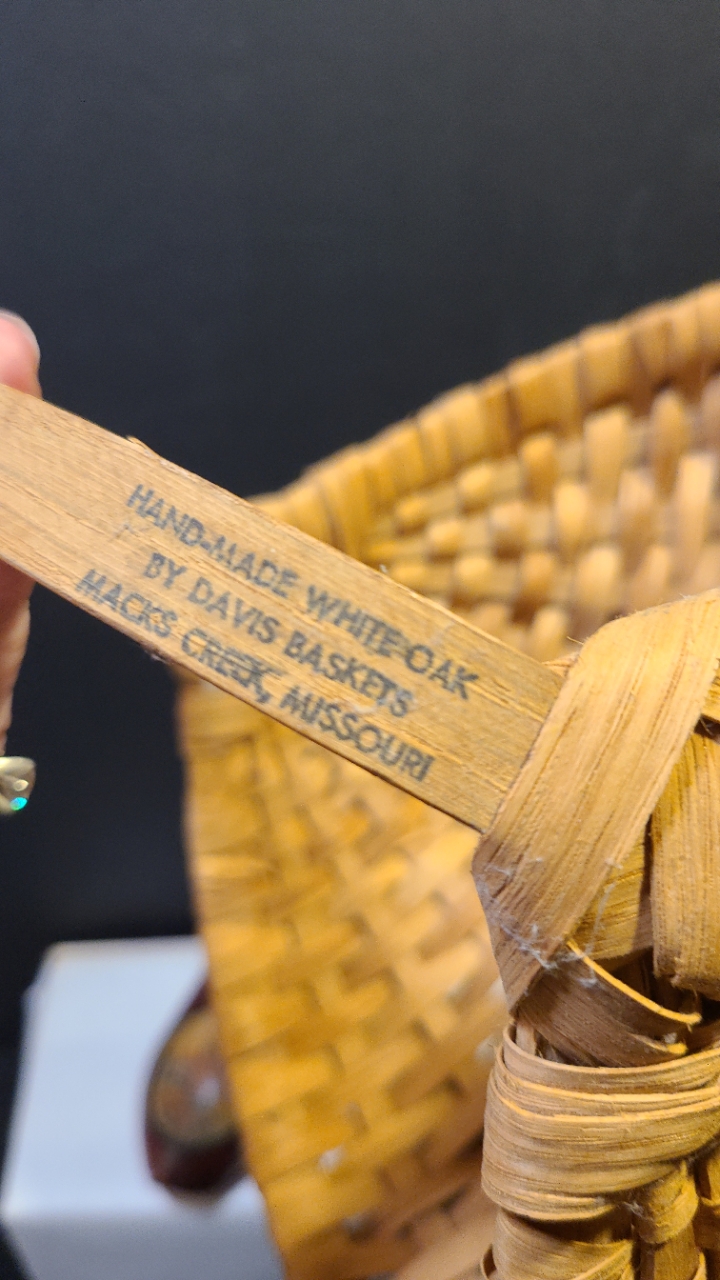 HAND-MADE WHITE OAK
BY DAVIS BASKETS
MACKS CREEK, MISSOURI